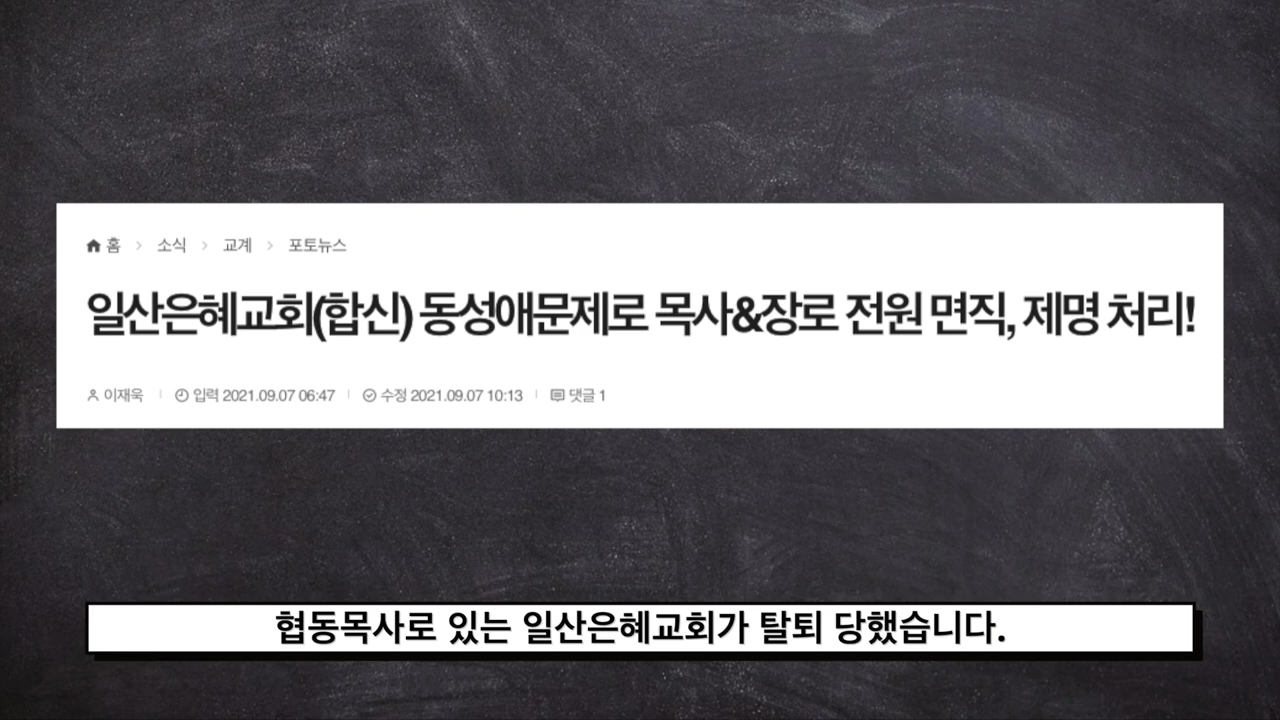 홈 > 소식 > 교계 > 포토뉴스
일산은혜교회(합신) 동성애문제로 목사&장로 전원 면직, 제명 처리!
이재욱 | 입력 2021.09.07 06:47 | 수정 2021.09.07 10:13 | 댓글 1
협동목사로 있는 일산은혜교회가 탈퇴 당했습니다.